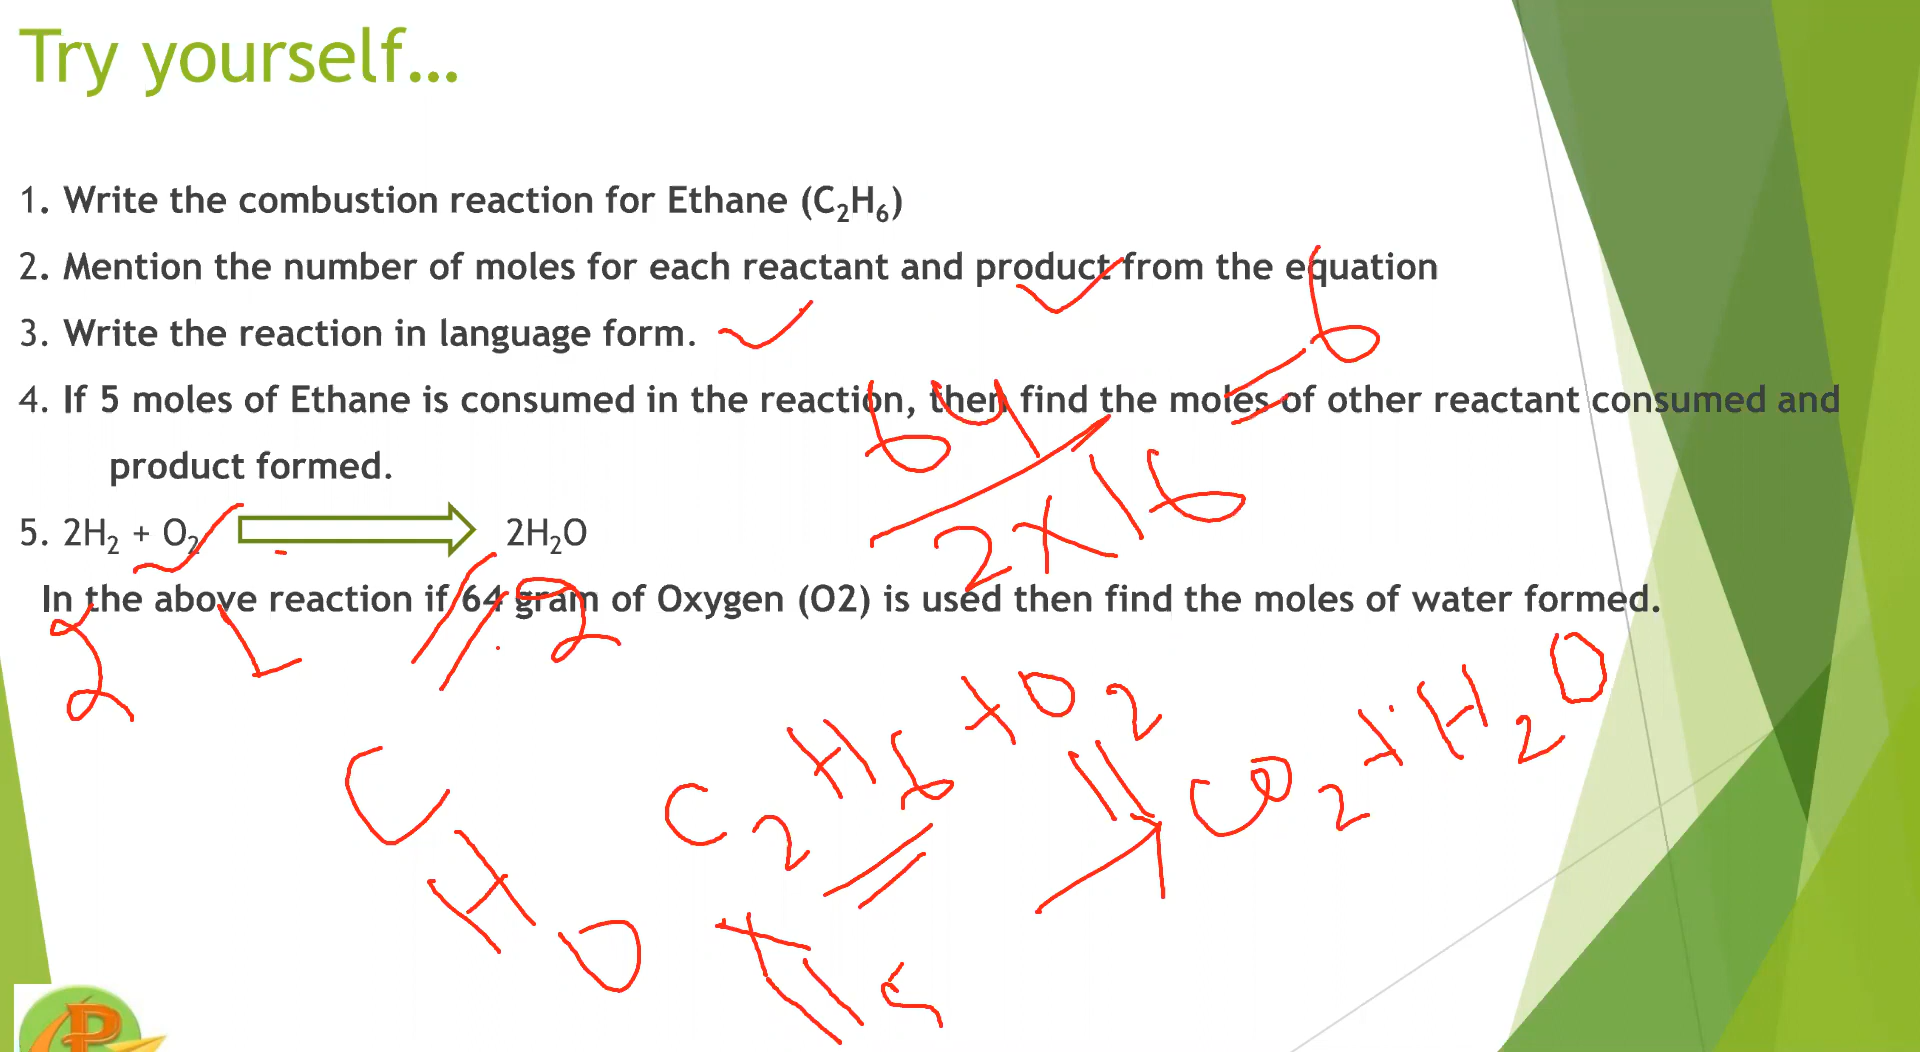 Try yourself...
1. Write the combustion reaction for Ethane (C₂H₆)
2. Mention the number of moles for each reactant and product from the equation
3. Write the reaction in language form.
4. If 5 moles of Ethane is consumed in the reaction, then find the moles of other reactant consumed and
product formed.
5. 2H₂ + O₂ 2H₂O
In the above reaction if 64 gram of Oxygen (O2) is used then find the moles of water formed.
64
2×16
2 1 2
C₂H₆ + O₂ → CO₂ + H₂O
C
H
O